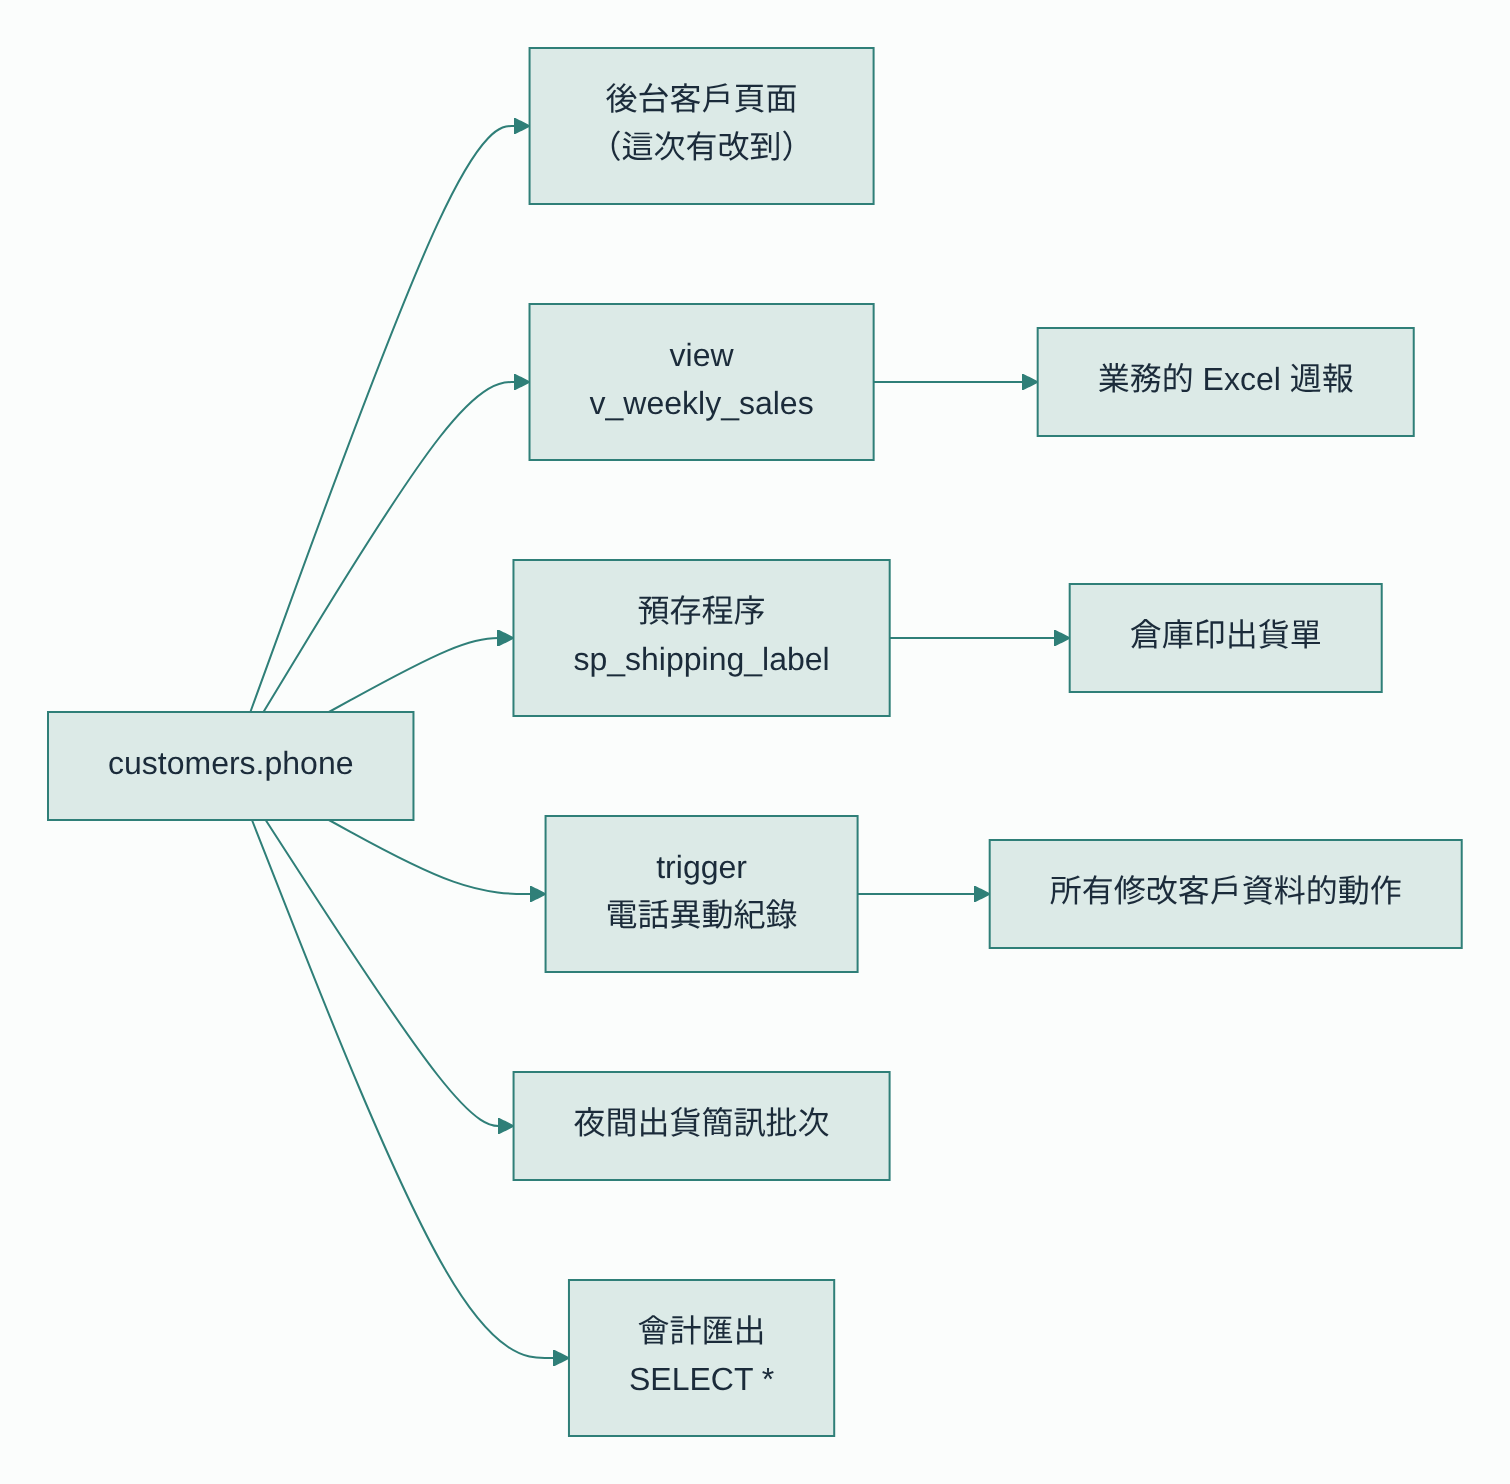 後台客戶頁面
（這次有改到）
view
v_weekly_sales
業務的 Excel 週報
預存程序
sp_shipping_label
倉庫印出貨單
customers.phone
trigger
電話異動紀錄
所有修改客戶資料的動作
夜間出貨簡訊批次
會計匯出
SELECT *